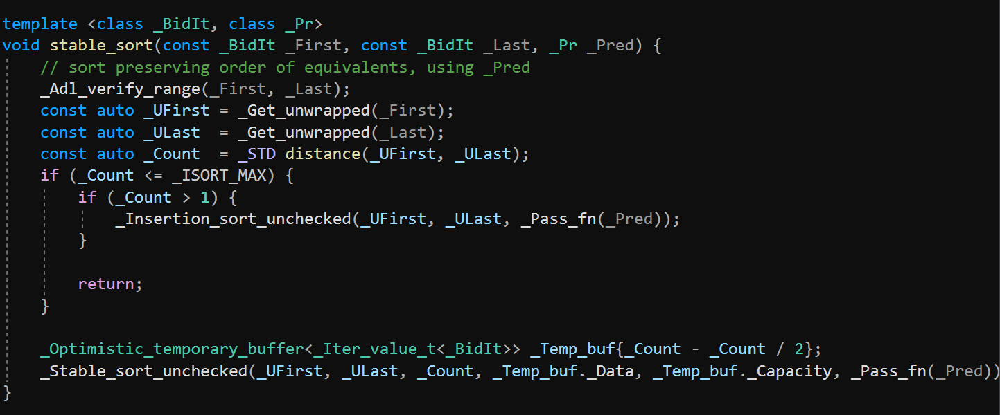 template <class _BidIt, class _Pr>
void stable_sort(const _BidIt _First, const _BidIt _Last, _Pr _Pred) {
    // sort preserving order of equivalents, using _Pred
    _Adl_verify_range(_First, _Last);
    const auto _UFirst = _Get_unwrapped(_First);
    const auto _ULast  = _Get_unwrapped(_Last);
    const auto _Count  = _STD distance(_UFirst, _ULast);
    if (_Count <= _ISORT_MAX) {
        if (_Count > 1) {
            _Insertion_sort_unchecked(_UFirst, _ULast, _Pass_fn(_Pred));
        }

        return;
    }

    _Optimistic_temporary_buffer<_Iter_value_t<_BidIt>> _Temp_buf{_Count - _Count / 2};
    _Stable_sort_unchecked(_UFirst, _ULast, _Count, _Temp_buf._Data, _Temp_buf._Capacity, _Pass_fn(_Pred))
}